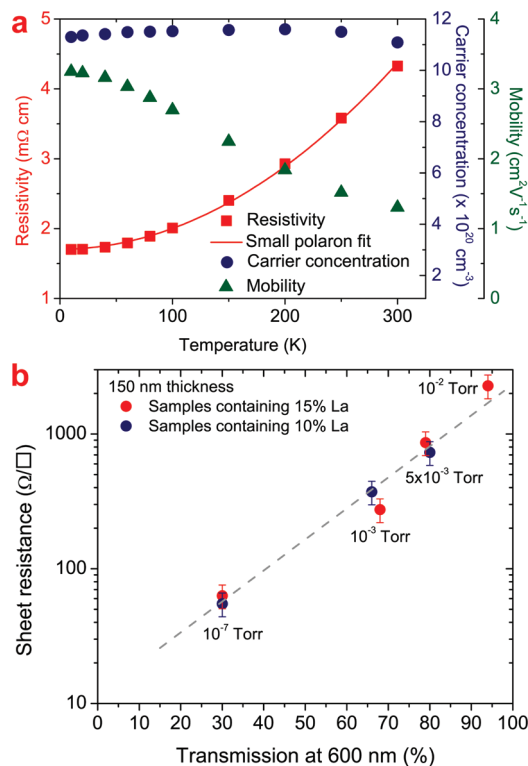 a
5
4
3
2
1
Resistivity (mΩ cm)
12
10
8
6
4
2
Carrier concentration (x 10²⁰ cm⁻³)
4
3
2
1
0
Mobility (cm²V⁻¹s⁻¹)
Resistivity
Small polaron fit
Carrier concentration
Mobility
0 100 200 300
Temperature (K)
b
150 nm thickness
Samples containing 15% La
Samples containing 10% La
10⁻² Torr
5x10⁻³ Torr
10⁻³ Torr
10⁻⁷ Torr
1000
100
10
Sheet resistance (Ω/□)
0 10 20 30 40 50 60 70 80 90 100
Transmission at 600 nm (%)